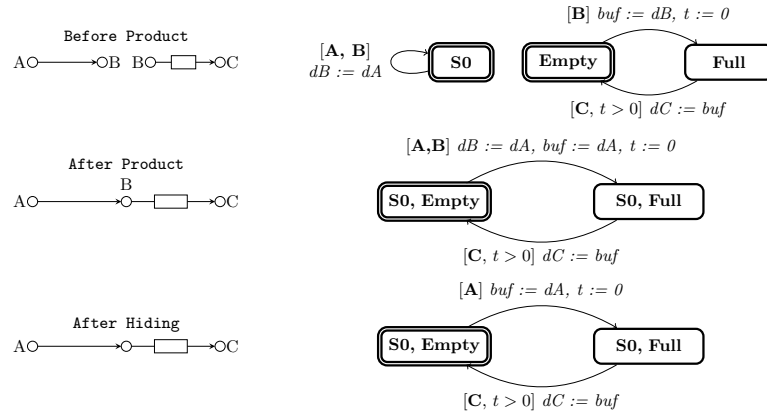 Before Product
A B B C
[A, B]
dB := dA
S0
[B] buf := dB, t := 0
Empty
Full
[C, t > 0] dC := buf
After Product
A B C
[A,B] dB := dA, buf := dA, t := 0
S0, Empty
S0, Full
[C, t > 0] dC := buf
After Hiding
A C
[A] buf := dA, t := 0
S0, Empty
S0, Full
[C, t > 0] dC := buf